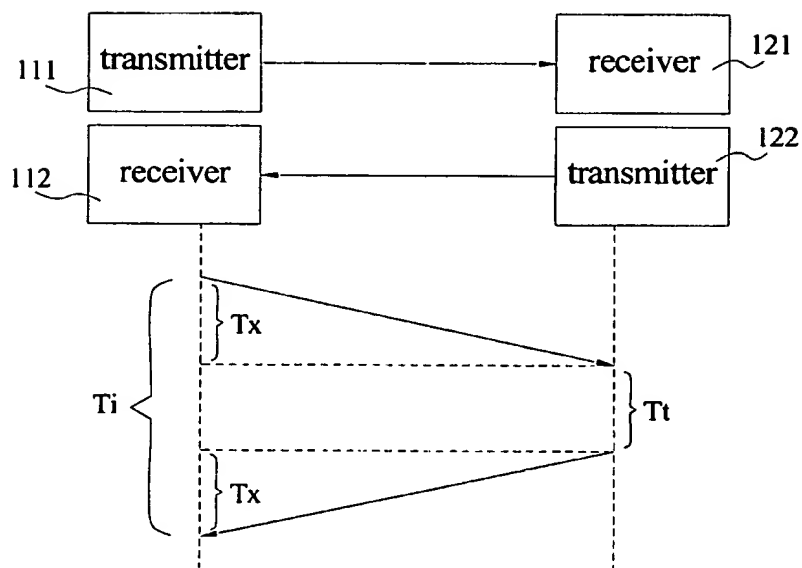 transmitter
111
receiver
121
receiver
112
transmitter
122
Tx
Ti
Tt
Tx